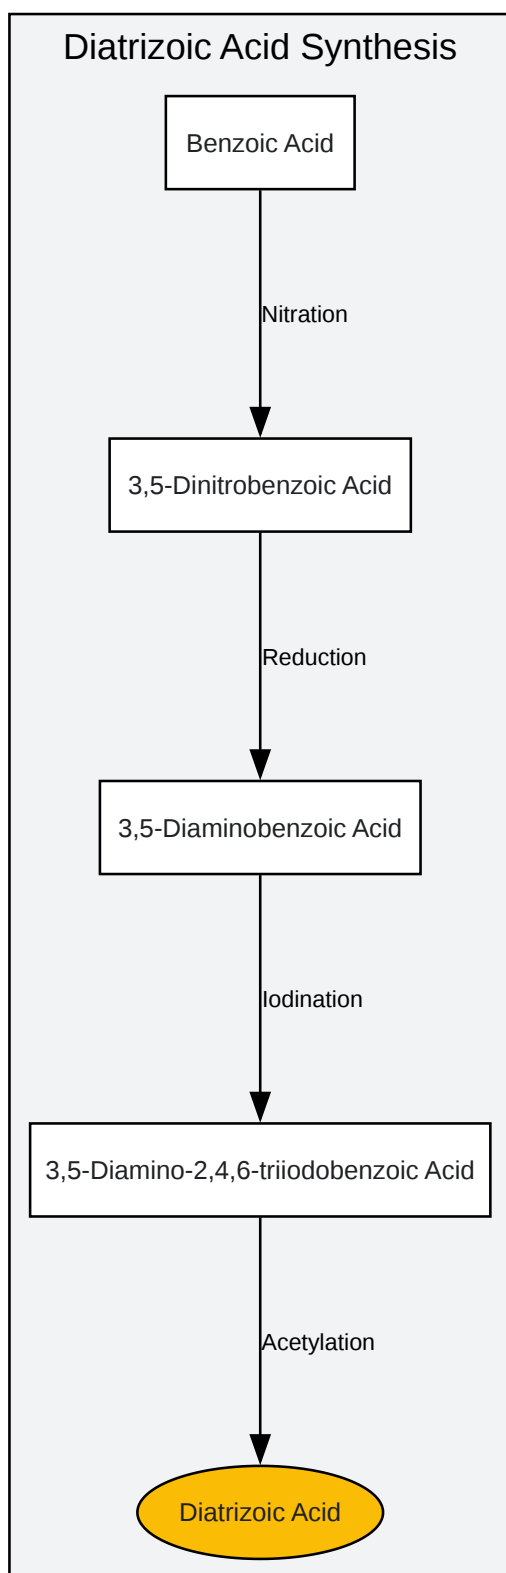 Diatrizoic Acid Synthesis
Benzoic Acid
Nitration
3,5-Dinitrobenzoic Acid
Reduction
3,5-Diaminobenzoic Acid
Iodination
3,5-Diamino-2,4,6-triiodobenzoic Acid
Acetylation
Diatrizoic Acid